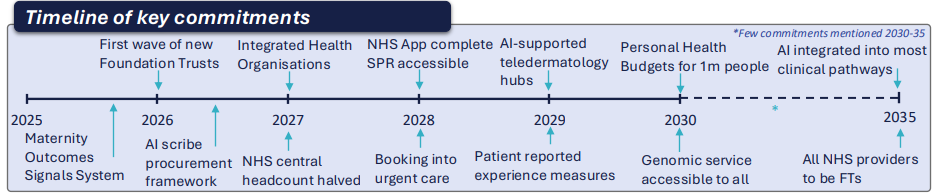 Timeline of key commitments
*Few commitments mentioned 2030-35
First wave of new
Foundation Trusts
Integrated Health
Organisations
NHS App complete
SPR accessible
AI-supported
teledermatology
hubs
Personal Health
Budgets for 1m people
AI integrated into most
clinical pathways
2025
2026
2027
2028
2029
2030
*
2035
Maternity
Outcomes
Signals System
AI scribe
procurement
framework
NHS central
headcount halved
Booking into
urgent care
Patient reported
experience measures
Genomic service
accessible to all
All NHS providers
to be FTs